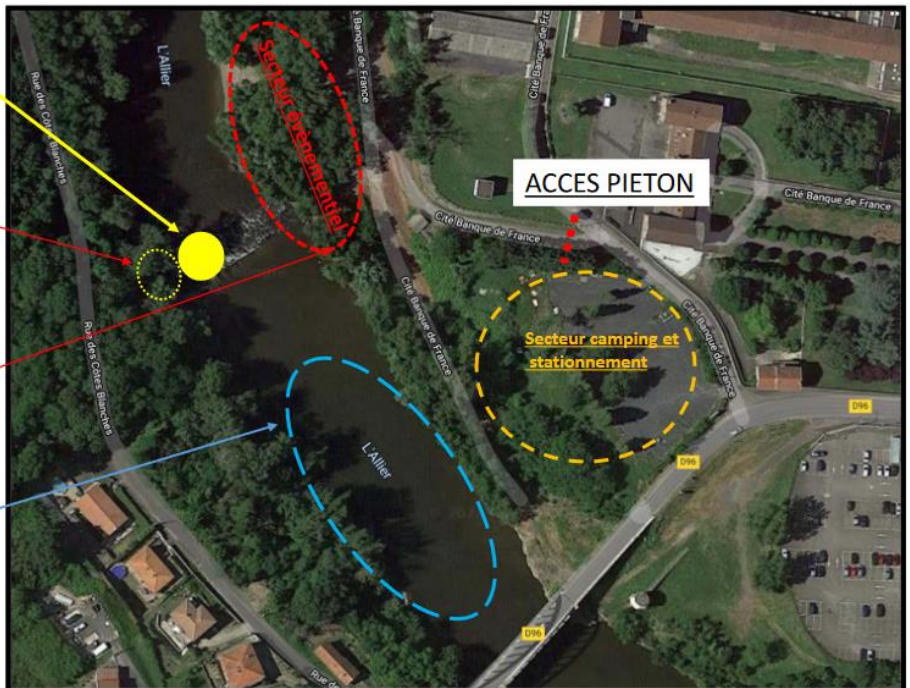 L'Allier
Rue des Côtes Blanches
Secteur évènementiel
Cité Banque de France
Cité Banque de France
ACCES PIETON
Cité Banque de France
Cité Banque de France
Cité Banque de France
Cité Banque de France
Secteur camping et
stationnement
Rue des Côtes Blanches
L'Allier
D96
D96
D96
Rue de